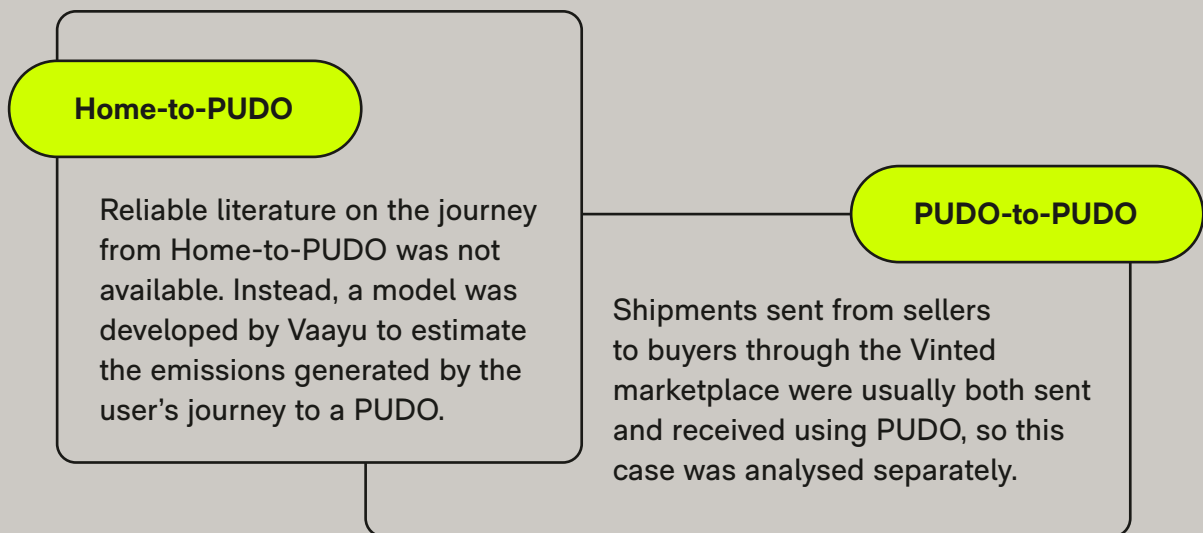 Home-to-PUDO
Reliable literature on the journey
from Home-to-PUDO was not
available. Instead, a model was
developed by Vaayu to estimate
the emissions generated by the
user’s journey to a PUDO.
PUDO-to-PUDO
Shipments sent from sellers
to buyers through the Vinted
marketplace were usually both sent
and received using PUDO, so this
case was analysed separately.